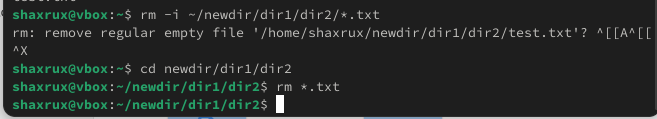 shaxrux@vbox:~$ rm -i ~/newdir/dir1/dir2/*.txt
rm: remove regular empty file '/home/shaxrux/newdir/dir1/dir2/test.txt'? ^[[A^[[
^X
shaxrux@vbox:~$ cd newdir/dir1/dir2
shaxrux@vbox:~/newdir/dir1/dir2$ rm *.txt
shaxrux@vbox:~/newdir/dir1/dir2$